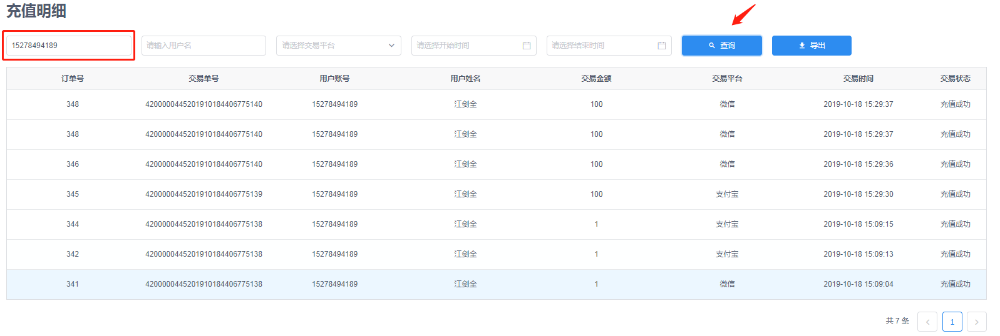 充值明细
15278494189 请输入用户名 请选择交易平台 请选择开始时间 请选择结束时间 查询 导出
订单号 交易单号 用户账号 用户姓名 交易金额 交易平台 交易时间 交易状态
348 4200000445201910184406775140 15278494189 江剑全 100 微信 2019-10-18 15:29:37 充值成功
348 4200000445201910184406775140 15278494189 江剑全 100 微信 2019-10-18 15:29:37 充值成功
346 4200000445201910184406775140 15278494189 江剑全 100 微信 2019-10-18 15:29:36 充值成功
345 4200000445201910184406775139 15278494189 江剑全 100 支付宝 2019-10-18 15:29:30 充值成功
344 4200000445201910184406775138 15278494189 江剑全 1 支付宝 2019-10-18 15:09:15 充值成功
342 4200000445201910184406775138 15278494189 江剑全 1 支付宝 2019-10-18 15:09:13 充值成功
341 4200000445201910184406775138 15278494189 江剑全 1 微信 2019-10-18 15:09:04 充值成功
共 7 条 1